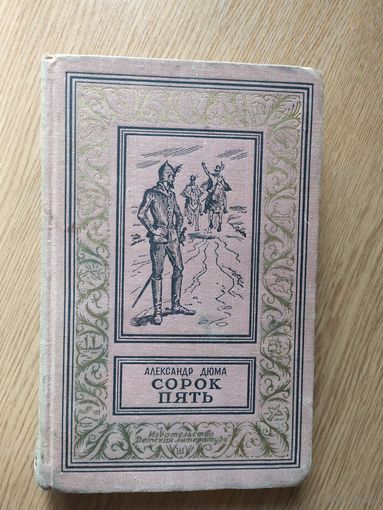 АЛЕКСАНДР ДЮМА
СОРОК
ПЯТЬ
Издательство
Детская литература